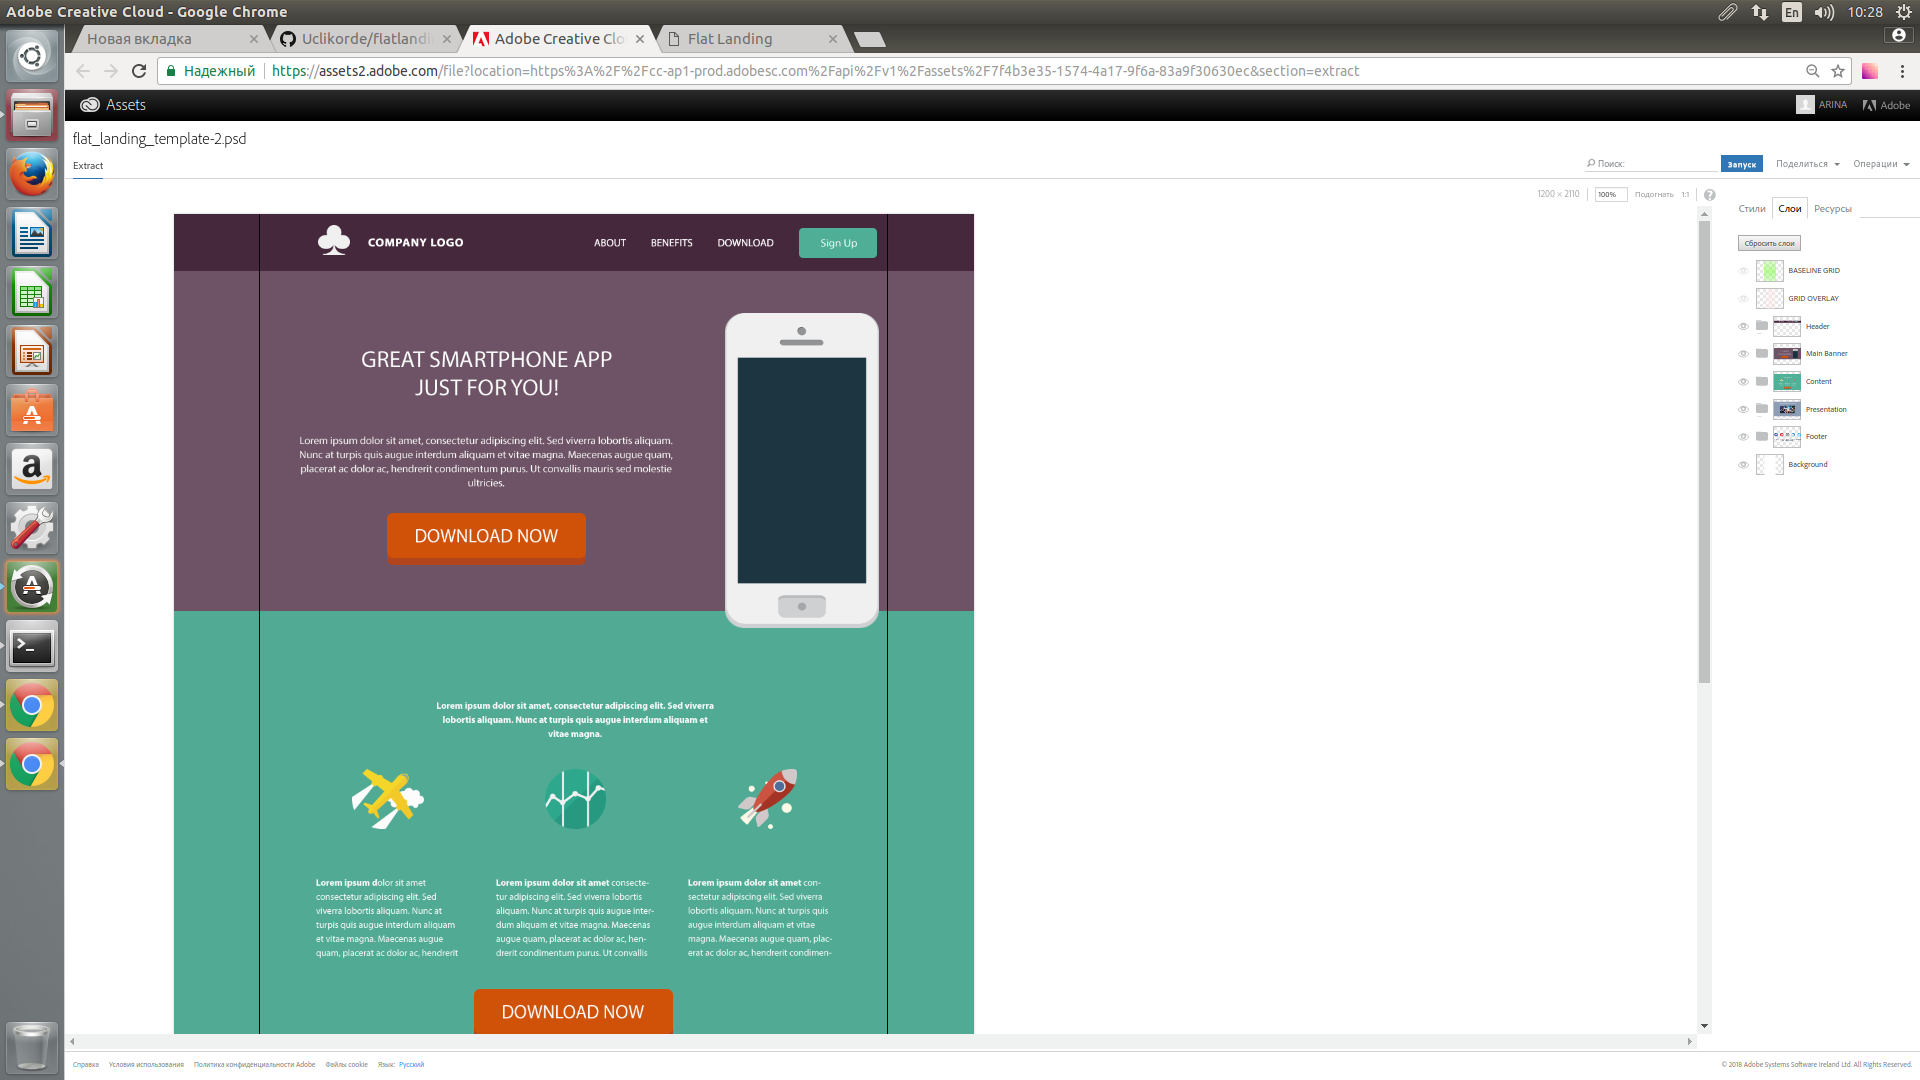 Adobe Creative Cloud - Google Chrome
En
10:28
Новая вкладка
Uclikorde/flatlandi
Adobe Creative Clo
Flat Landing
Надежный
https://assets2.adobe.com/file?location=https%3A%2F%2Fcc-ap1-prod.adobesc.com%2Fapi%2Fv1%2Fassets%2F7f4b3e35-1574-4a17-9f6a-83a9f30630ec&section=extract
Assets
ARINA
Adobe
flat_landing_template-2.psd
Extract
Поиск:
Запуск
Поделиться
Операции
1200 × 2110
100%
Подогнать
1:1
Стили
Слои
Ресурсы
Сбросить слои
BASELINE GRID
GRID OVERLAY
Header
Main Banner
Content
Presentation
Footer
Background
COMPANY LOGO
ABOUT
BENEFITS
DOWNLOAD
Sign Up
GREAT SMARTPHONE APP
JUST FOR YOU!
Lorem ipsum dolor sit amet, consectetur adipiscing elit. Sed viverra lobortis aliquam.
Nunc at turpis quis augue interdum aliquam et vitae magna. Maecenas augue quam,
placerat ac dolor ac, hendrerit condimentum purus. Ut convallis mauris sed molestie
ultricies.
DOWNLOAD NOW
Lorem ipsum dolor sit amet, consectetur adipiscing elit. Sed viverra
lobortis aliquam. Nunc at turpis quis augue interdum aliquam et
vitae magna.
Lorem ipsum dolor sit amet
consectetur adipiscing elit. Sed
viverra lobortis aliquam. Nunc at
turpis quis augue interdum aliquam
et vitae magna. Maecenas augue
quam, placerat ac dolor ac, hendrerit
Lorem ipsum dolor sit amet consecte-
tur adipiscing elit. Sed viverra lobortis
aliquam. Nunc at turpis quis augue inter-
dum aliquam et vitae magna. Maecenas
augue quam, placerat ac dolor ac, hen-
drerit condimentum purus. Ut convallis
Lorem ipsum dolor sit amet con-
sectetur adipiscing elit. Sed viverra
lobortis aliquam. Nunc at turpis quis
augue interdum aliquam et vitae
magna. Maecenas augue quam, plac-
erat ac dolor ac, hendrerit condimen-
DOWNLOAD NOW
Справка
Условия использования
Политика конфиденциальности Adobe
Файлы cookie
Язык: Русский
© 2018 Adobe Systems Software Ireland Ltd. All Rights Reserved.